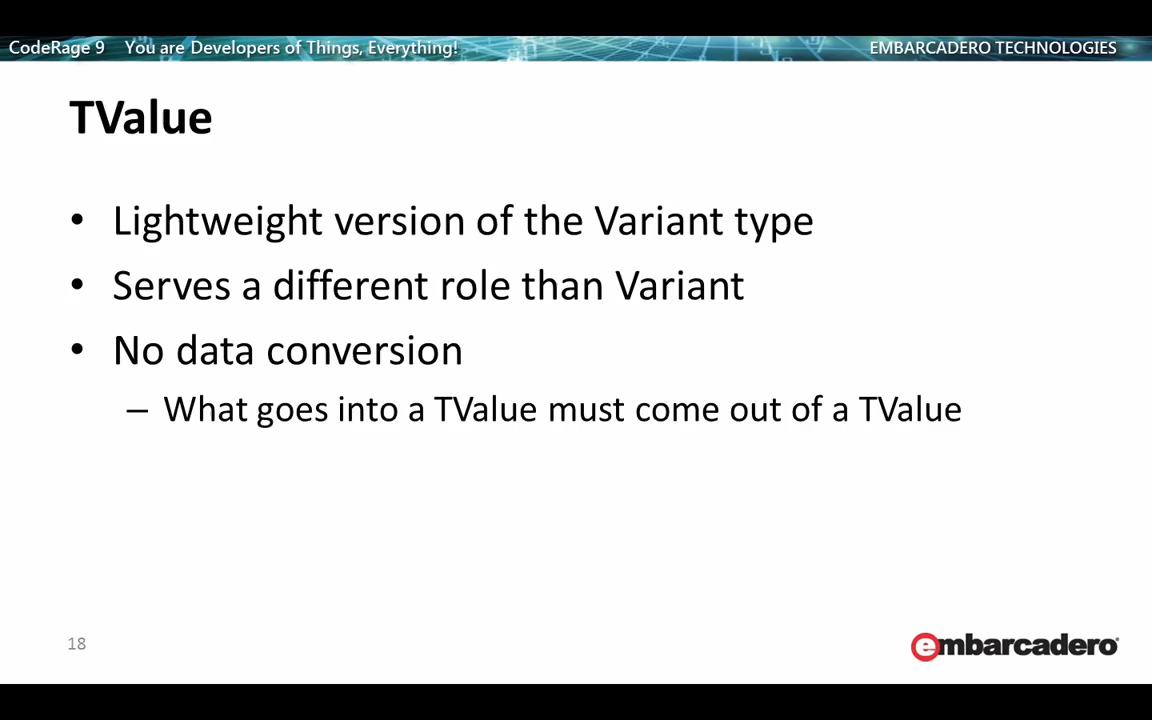 CodeRage 9 You are Developers of Things, Everything!
EMBARCADERO TECHNOLOGIES
TValue
• Lightweight version of the Variant type
• Serves a different role than Variant
• No data conversion
– What goes into a TValue must come out of a TValue
18
embarcadero